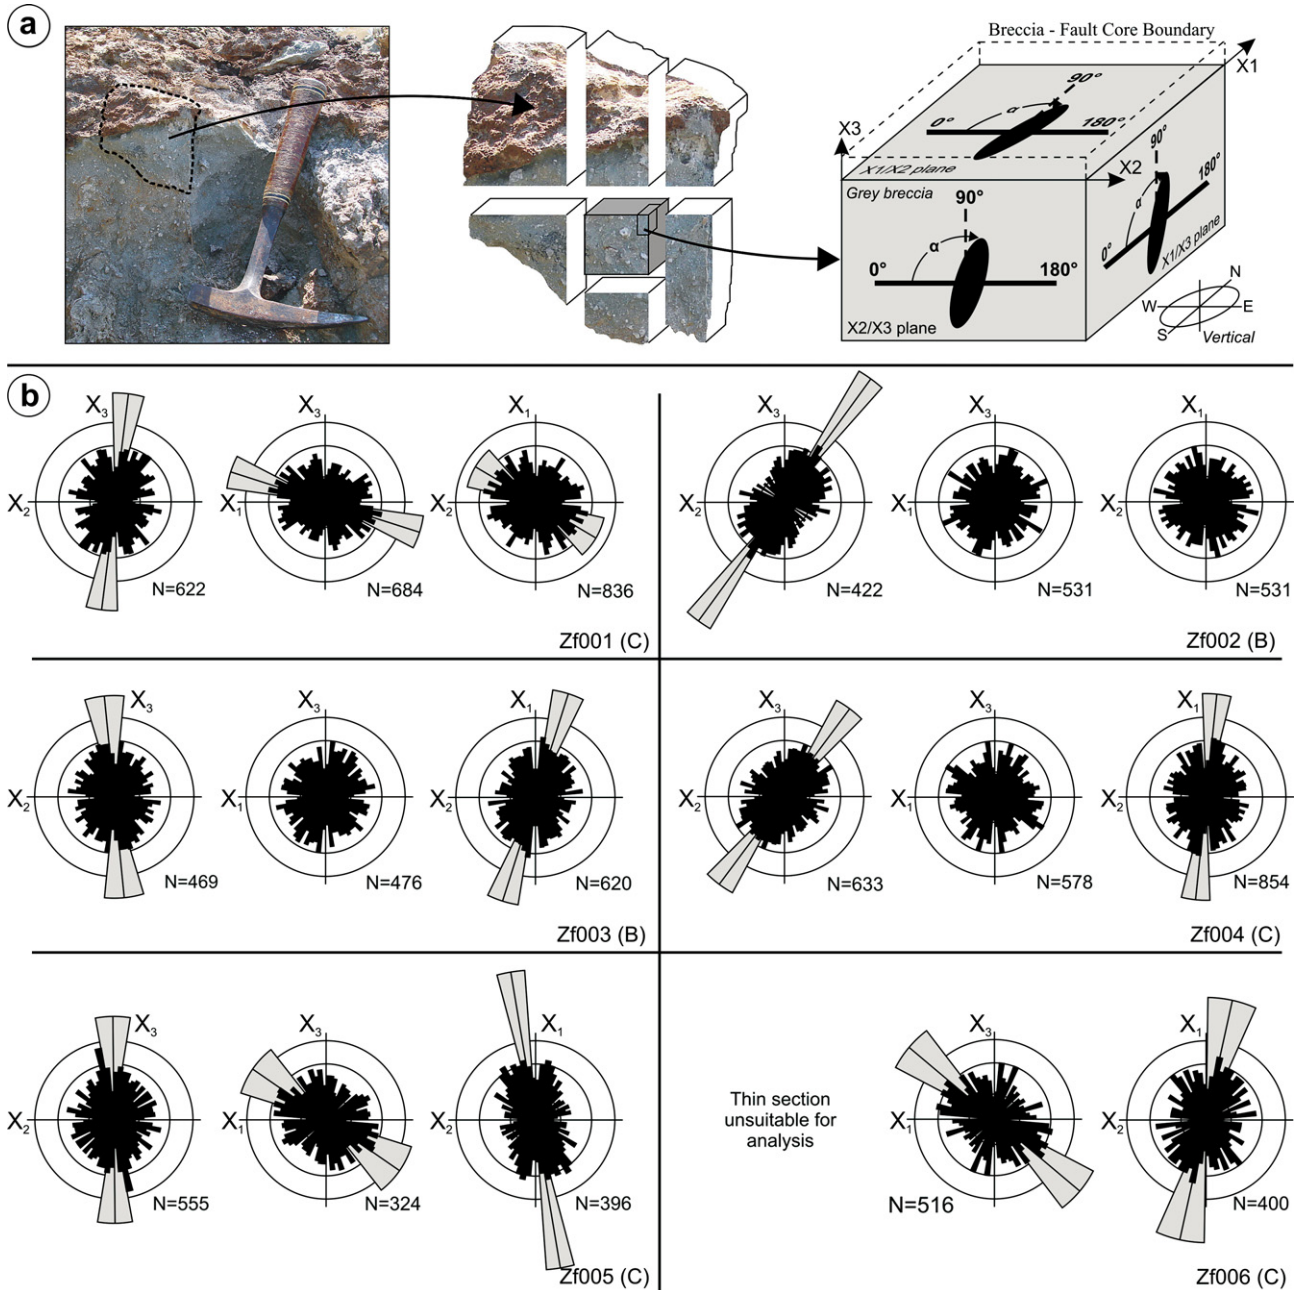 a
Breccia - Fault Core Boundary
X1
90°
α
0°
180°
X3
X1/X2 plane
X2
Grey breccia
90°
α
0°
180°
X2/X3 plane
90°
180°
α
0°
X1/X3 plane
N
W E
S
Vertical
b
X₃
X₂
N=622
X₃
X₁
N=684
X₁
X₂
N=836
Zf001 (C)
X₃
X₂
N=422
X₃
X₁
N=531
X₁
X₂
N=531
Zf002 (B)
X₃
X₂
N=469
X₃
X₁
N=476
X₁
X₂
N=620
Zf003 (B)
X₃
X₂
N=633
X₃
X₁
N=578
X₁
X₂
N=854
Zf004 (C)
X₃
X₂
N=555
X₃
X₁
N=324
X₁
X₂
N=396
Zf005 (C)
Thin section
unsuitable for
analysis
X₃
X₁
N=516
X₁
X₂
N=400
Zf006 (C)